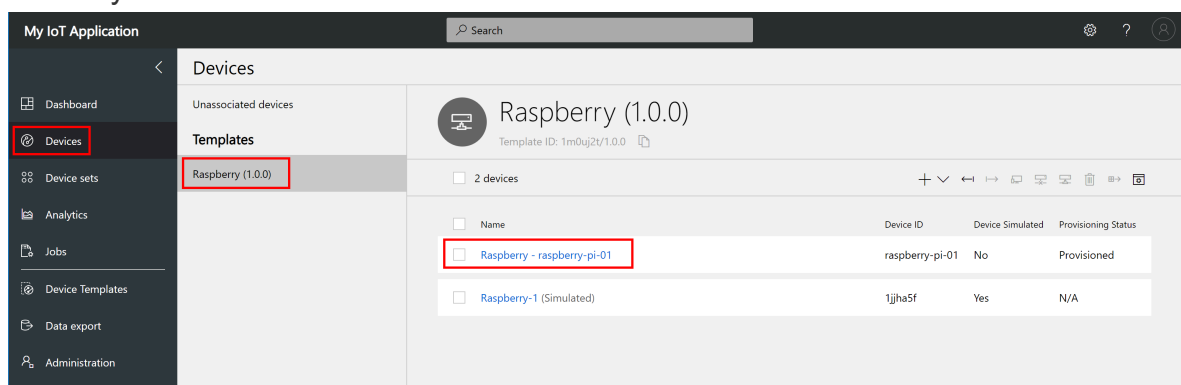 My IoT Application
Search
?
Devices
Dashboard
Devices
Device sets
Analytics
Jobs
Device Templates
Data export
Administration
Unassociated devices
Templates
Raspberry (1.0.0)
Raspberry (1.0.0)
Template ID: 1m0uj2t/1.0.0
2 devices
Name Device ID Device Simulated Provisioning Status
Raspberry - raspberry-pi-01 raspberry-pi-01 No Provisioned
Raspberry-1 (Simulated) 1jjha5f Yes N/A